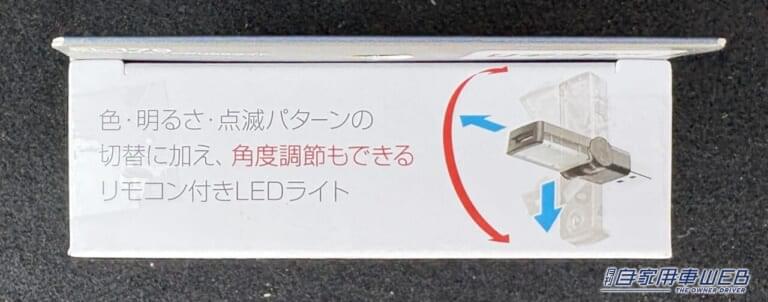 色・明るさ・点滅パターンの
切替に加え、角度調節もできる
リモコン付きLEDライト
月刊自家用車WEB
THE OWNER DRIVER